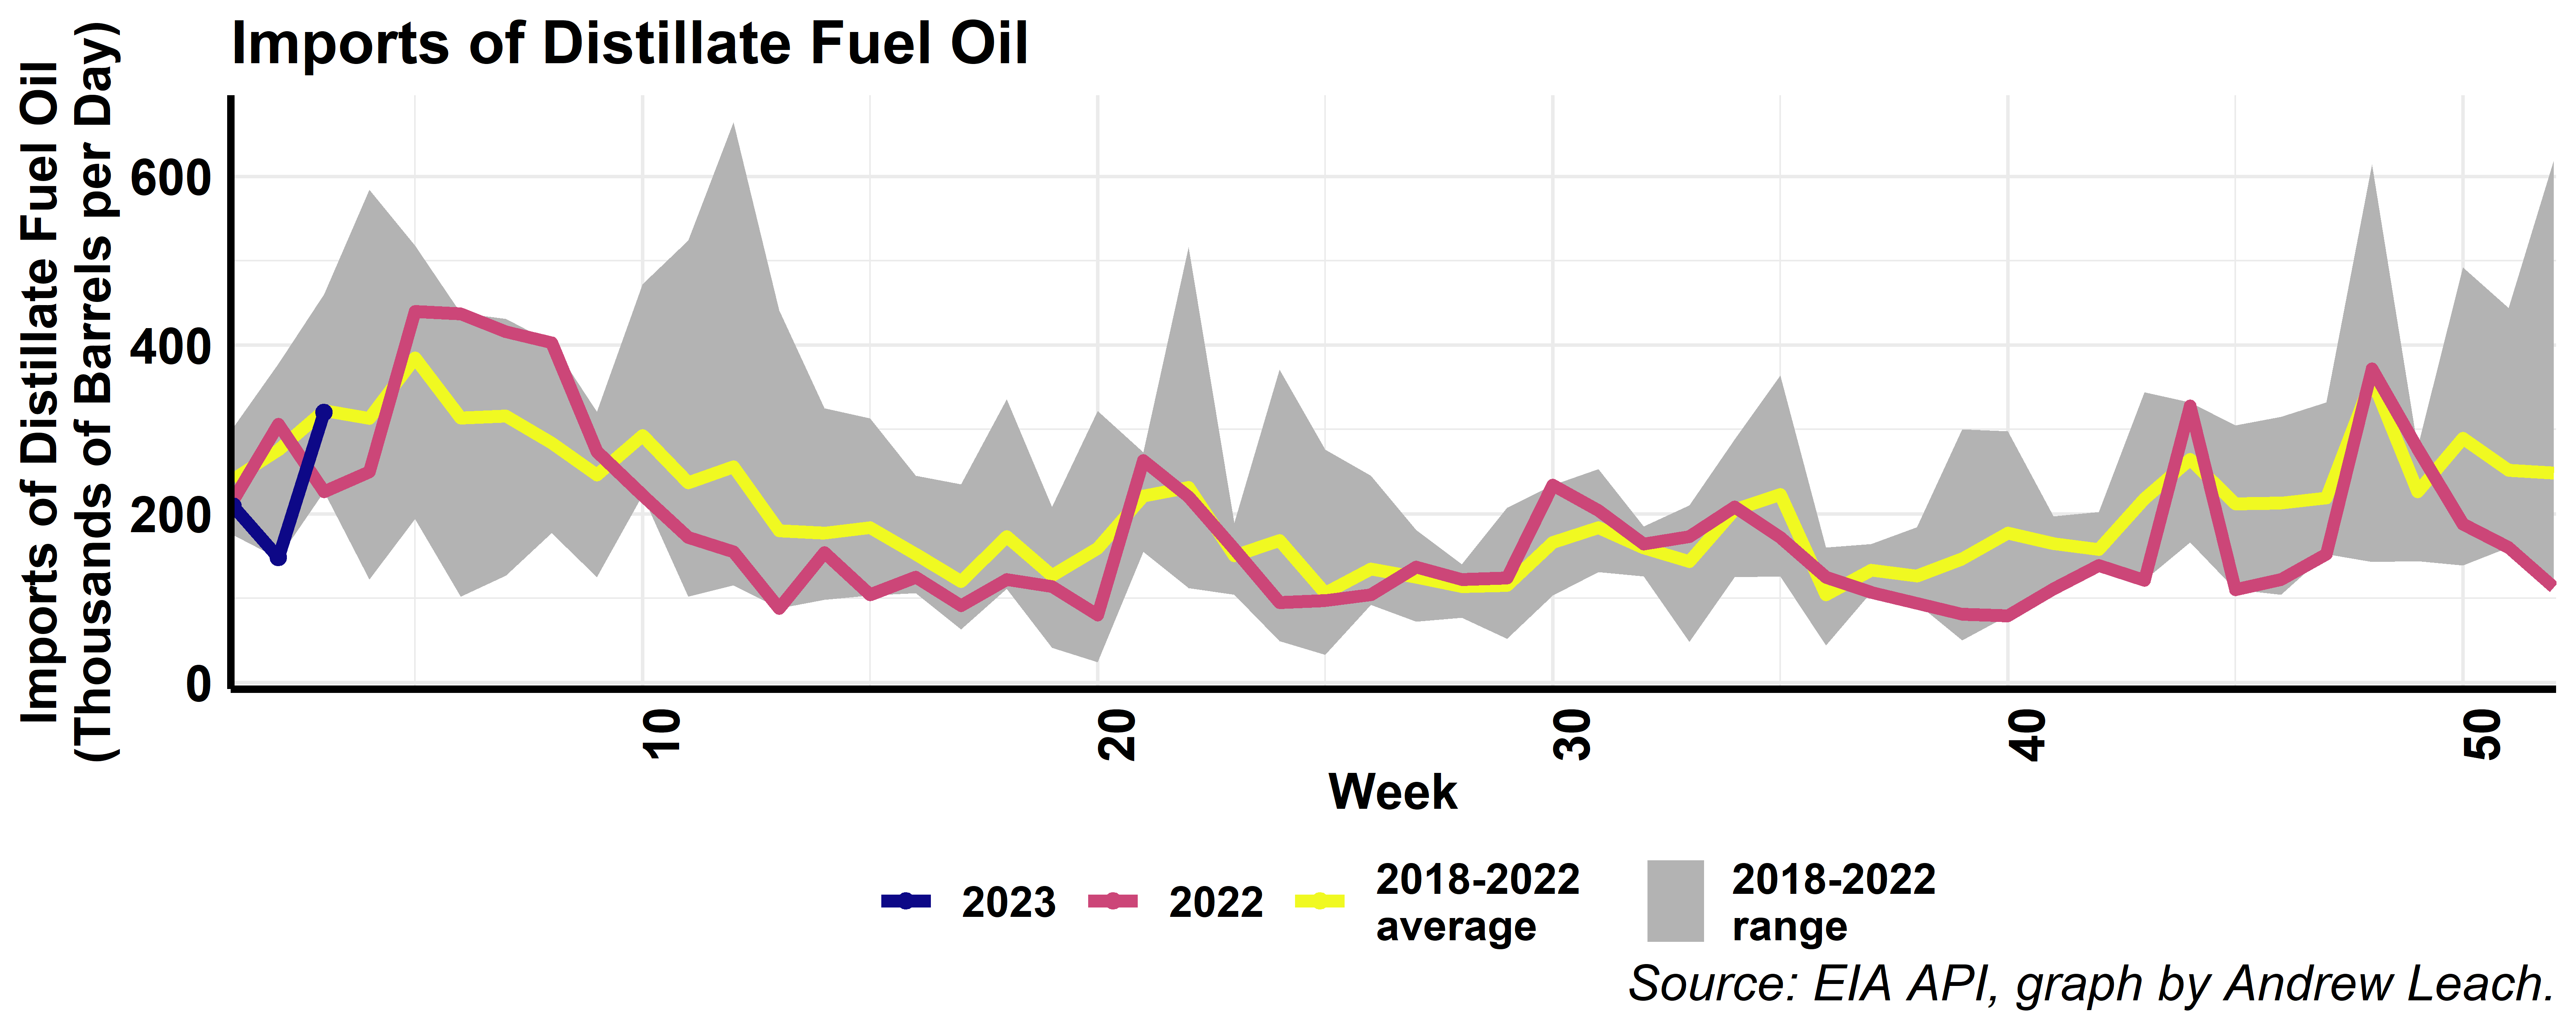 Imports of Distillate Fuel Oil
Imports of Distillate Fuel Oil
(Thousands of Barrels per Day)
600
400
200
0
10
20
30
40
50
Week
2023
2022
2018-2022
average
2018-2022
range
Source: EIA API, graph by Andrew Leach.